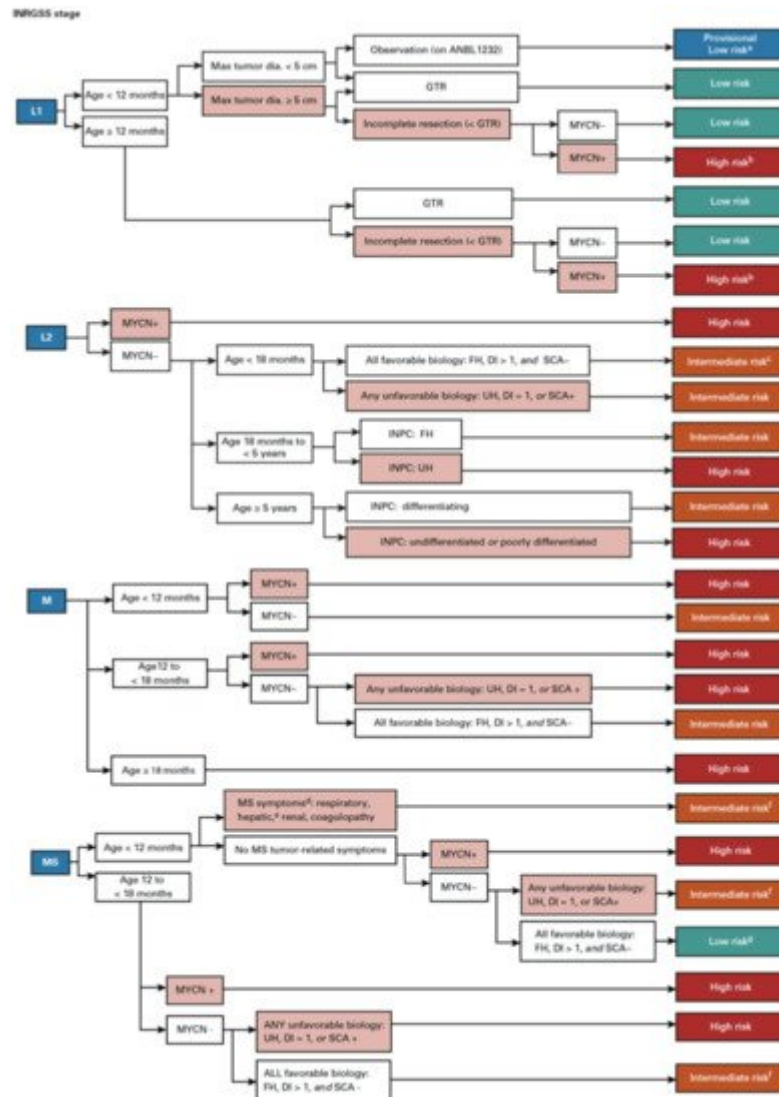 INRGSS stage
L1
Age < 12 months
Age ≥ 12 months
Max tumor dia. < 5 cm
Max tumor dia. ≥ 5 cm
Observation (on ANBL1232)
Provisional
Low riskᵃ
GTR
Low risk
Incomplete resection (< GTR)
MYCN−
Low risk
MYCN+
High riskᵇ
GTR
Low risk
Incomplete resection (< GTR)
MYCN−
Low risk
MYCN+
High riskᵇ
L2
MYCN+
High risk
MYCN−
Age < 18 months
All favorable biology: FH, DI > 1, and SCA−
Intermediate riskᶜ
Any unfavorable biology: UH, DI = 1, or SCA+
Intermediate risk
Age 18 months to
< 5 years
INPC: FH
Intermediate risk
INPC: UH
High risk
Age ≥ 5 years
INPC: differentiating
Intermediate risk
INPC: undifferentiated or poorly differentiated
High risk
M
Age < 12 months
MYCN+
High risk
MYCN−
Intermediate risk
Age12 to
< 18 months
MYCN+
High risk
MYCN−
Any unfavorable biology: UH, DI = 1, or SCA +
High risk
All favorable biology: FH, DI > 1, and SCA−
Intermediate risk
Age ≥ 18 months
High risk
MS
Age < 12 months
MS symptomsᵈ: respiratory,
hepatic,ᵉ renal, coagulopathy
Intermediate riskᶠ
No MS tumor-related symptoms
MYCN+
High risk
MYCN−
Any unfavorable biology:
UH, DI = 1, or SCA+
Intermediate riskᶠ
All favorable biology:
FH, DI > 1, and SCA−
Low riskᵍ
Age 12 to
< 18 months
MYCN +
High risk
MYCN -
ANY unfavorable biology:
UH, DI = 1, or SCA +
High risk
ALL favorable biology:
FH, DI > 1, and SCA -
Intermediate riskᶠ